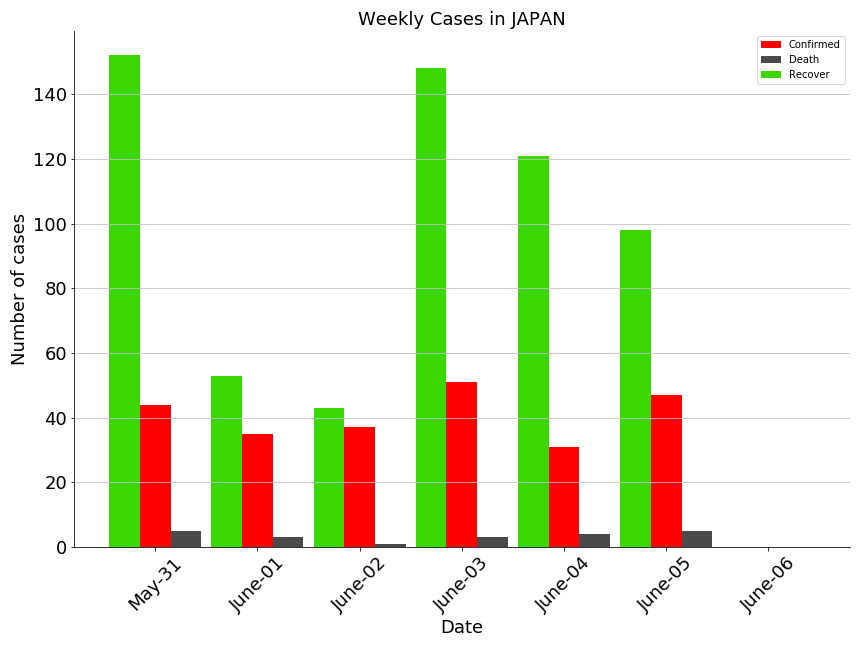 Weekly Cases in JAPAN
Confirmed
Death
Recover
Number of cases
140
120
100
80
60
40
20
0
May-31
June-01
June-02
June-03
June-04
June-05
June-06
Date